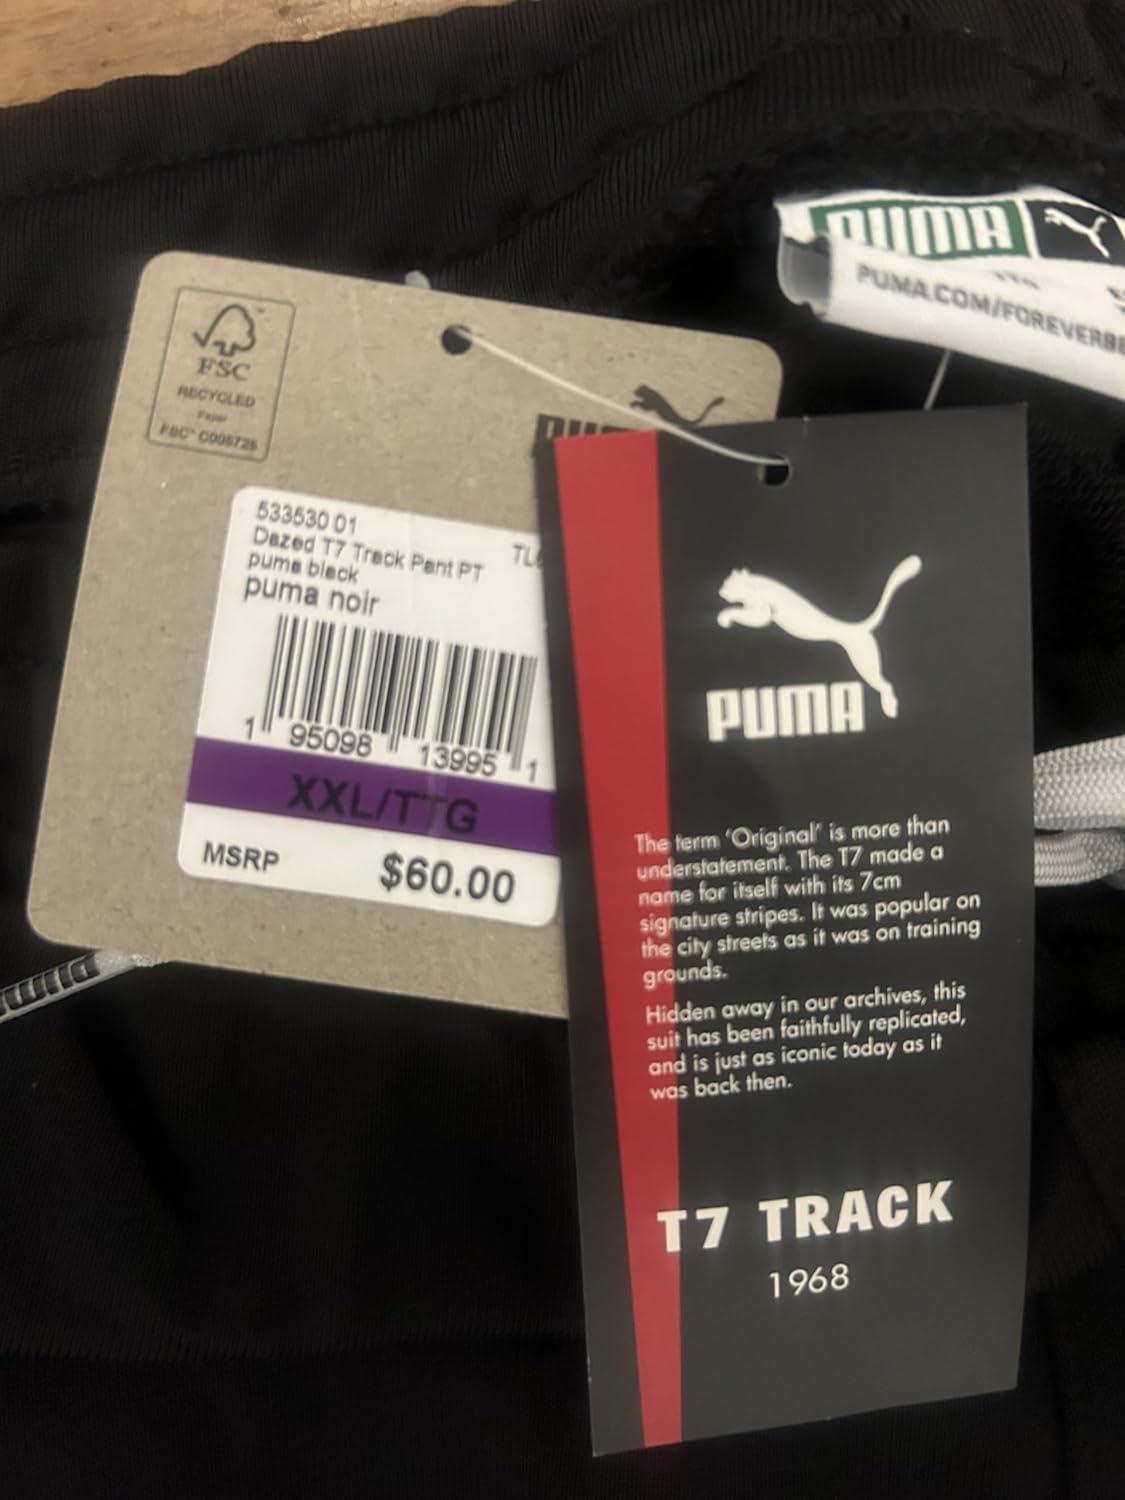 FSC
RECYCLED
Paper
FSC® C008726
533530 01
Dazed T7 Track Pant PT
puma black
puma noir
1 95098 13995 1
XXL/TTG
MSRP $60.00
PUMA
PUMA.COM/FOREVERBE
PUMA
The term 'Original' is more than
understatement. The T7 made a
name for itself with its 7cm
signature stripes. It was popular on
the city streets as it was on training
grounds.
Hidden away in our archives, this
suit has been faithfully replicated,
and is just as iconic today as it
was back then.
T7 TRACK
1968